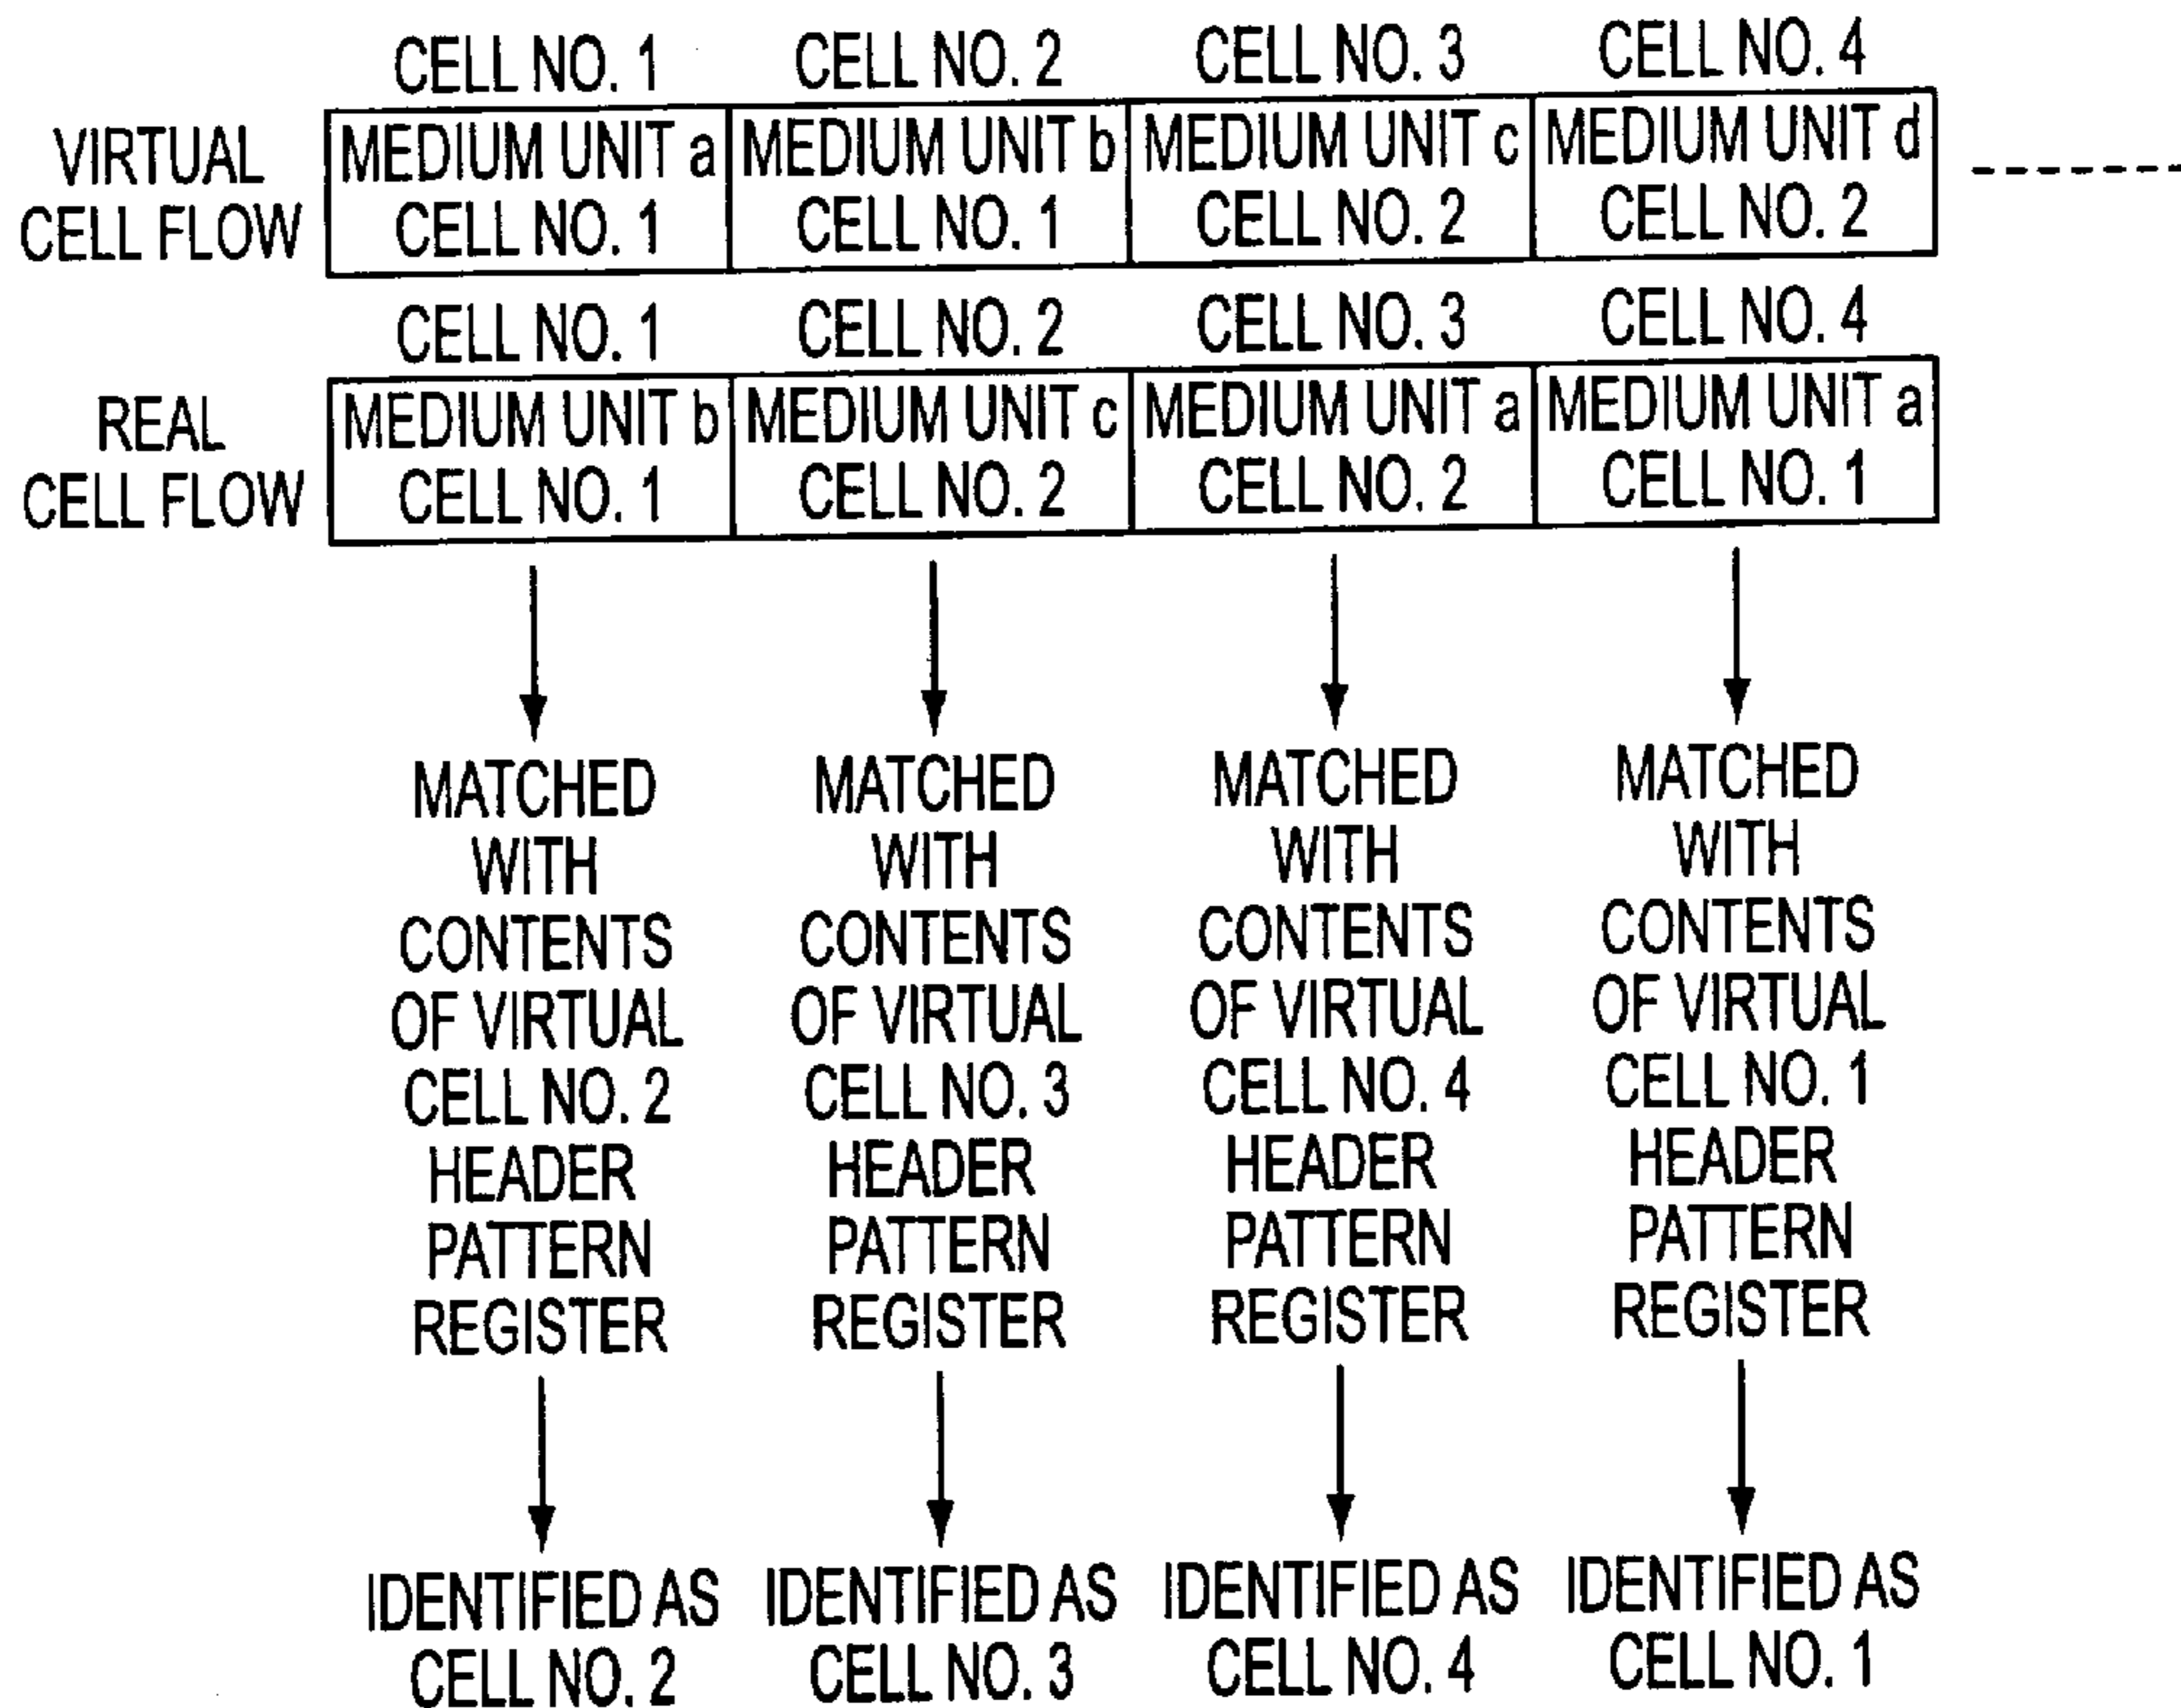 CELL NO. 1 CELL NO. 2 CELL NO. 3 CELL NO. 4
VIRTUAL
CELL FLOW
MEDIUM UNIT a MEDIUM UNIT b MEDIUM UNIT c MEDIUM UNIT d
CELL NO. 1 CELL NO. 1 CELL NO. 2 CELL NO. 2
CELL NO. 1 CELL NO. 2 CELL NO. 3 CELL NO. 4
REAL
CELL FLOW
MEDIUM UNIT b MEDIUM UNIT c MEDIUM UNIT a MEDIUM UNIT a
CELL NO. 1 CELL NO. 2 CELL NO. 2 CELL NO. 1
MATCHED
WITH
CONTENTS
OF VIRTUAL
CELL NO. 2
HEADER
PATTERN
REGISTER
MATCHED
WITH
CONTENTS
OF VIRTUAL
CELL NO. 3
HEADER
PATTERN
REGISTER
MATCHED
WITH
CONTENTS
OF VIRTUAL
CELL NO. 4
HEADER
PATTERN
REGISTER
MATCHED
WITH
CONTENTS
OF VIRTUAL
CELL NO. 1
HEADER
PATTERN
REGISTER
IDENTIFIED AS
CELL NO. 2
IDENTIFIED AS
CELL NO. 3
IDENTIFIED AS
CELL NO. 4
IDENTIFIED AS
CELL NO. 1